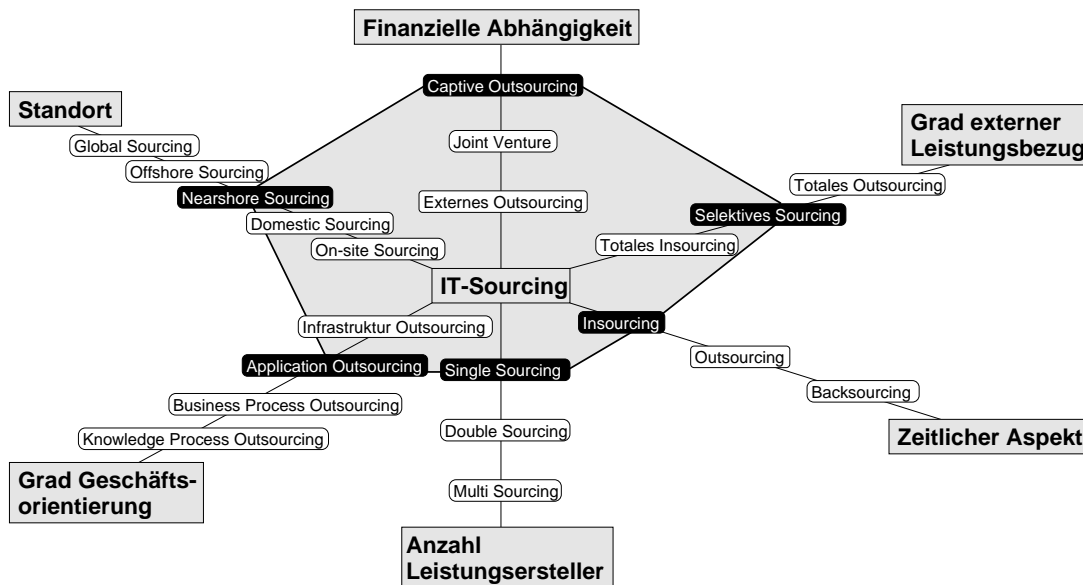 Finanzielle Abhängigkeit
Captive Outsourcing
Joint Venture
Externes Outsourcing
Standort
Global Sourcing
Offshore Sourcing
Nearshore Sourcing
Domestic Sourcing
On-site Sourcing
Grad externer
Leistungsbezug
Totales Outsourcing
Selektives Sourcing
Totales Insourcing
IT-Sourcing
Infrastruktur Outsourcing
Application Outsourcing
Business Process Outsourcing
Knowledge Process Outsourcing
Grad Geschäfts-
orientierung
Single Sourcing
Double Sourcing
Multi Sourcing
Anzahl
Leistungsersteller
Insourcing
Outsourcing
Backsourcing
Zeitlicher Aspekt